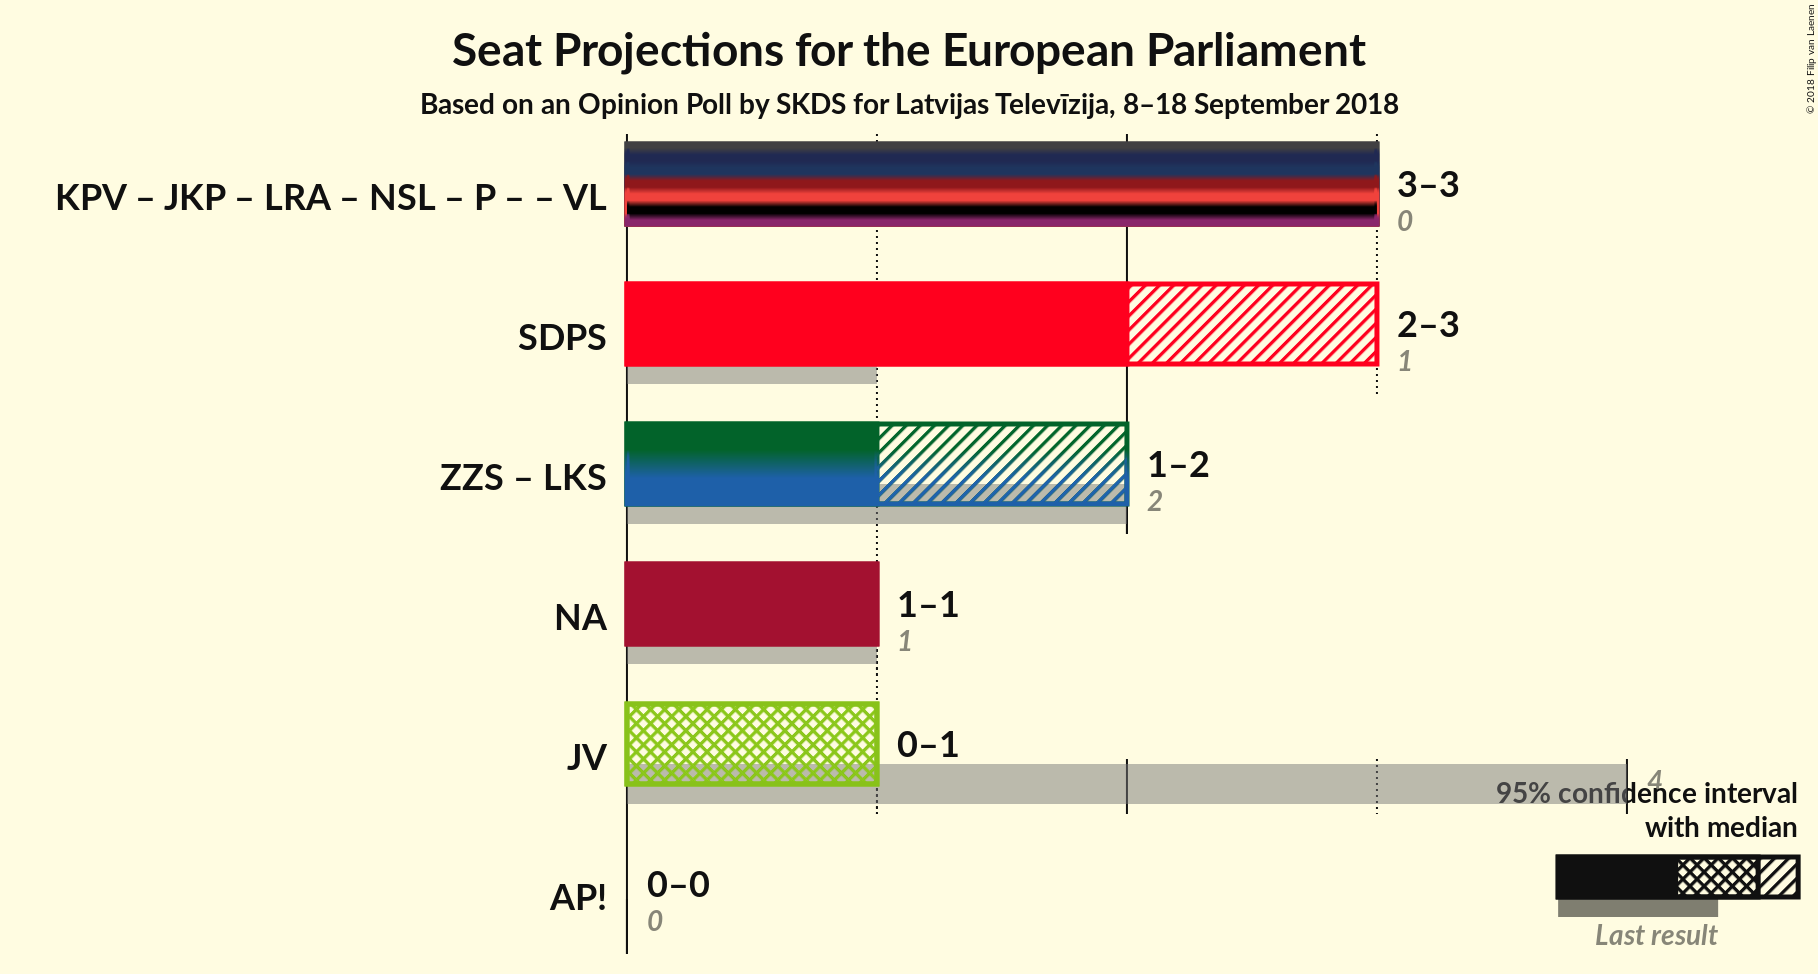 Seat Projections for the European Parliament
Based on an Opinion Poll by SKDS for Latvijas Televīzija, 8–18 September 2018
© 2018 Filip van Laenen
KPV – JKP – LRA – NSL – P – – VL
3–3
0
SDPS
2–3
1
ZZS – LKS
1–2
2
NA
1–1
1
JV
0–1
4
95% confidence interval
with median
AP!
0–0
0
Last result